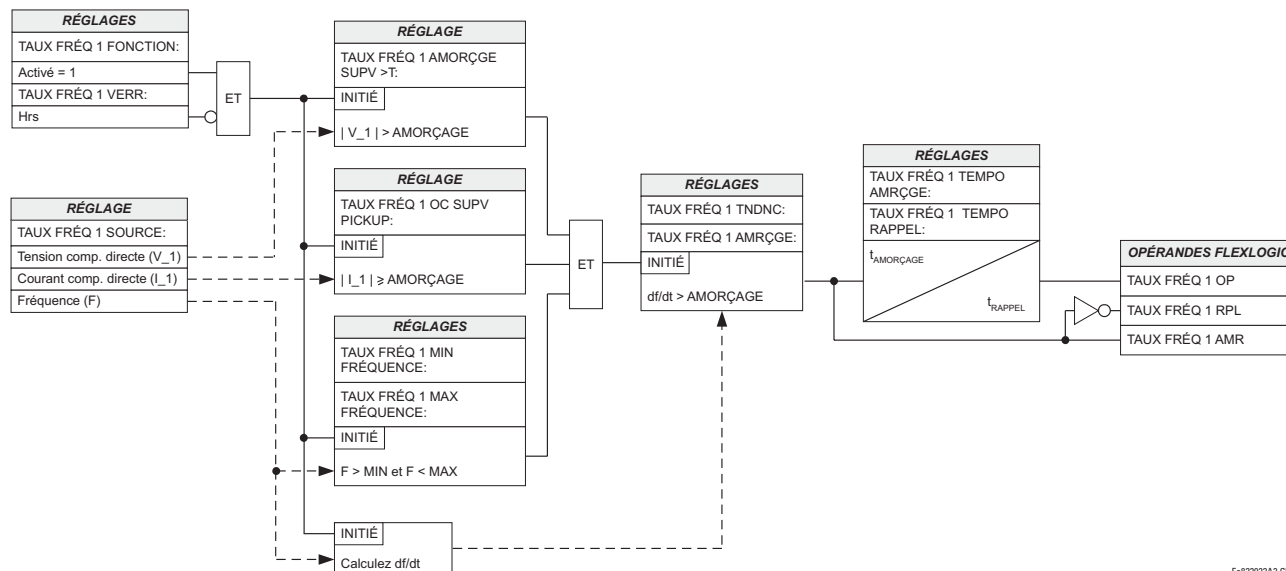 RÉGLAGES
TAUX FRÉQ 1 FONCTION:
Activé = 1
TAUX FRÉQ 1 VERR:
Hrs
ET
RÉGLAGE
TAUX FRÉQ 1 SOURCE:
Tension comp. directe (V_1)
Courant comp. directe (I_1)
Fréquence (F)
RÉGLAGE
TAUX FRÉQ 1 AMORÇGE
SUPV >T:
INITIÉ
| V_1 | > AMORÇAGE
RÉGLAGE
TAUX FRÉQ 1 OC SUPV
PICKUP:
INITIÉ
| I_1 | ⩾ AMORÇAGE
RÉGLAGES
TAUX FRÉQ 1 MIN
FRÉQUENCE:
TAUX FRÉQ 1 MAX
FRÉQUENCE:
INITIÉ
F > MIN et F < MAX
INITIÉ
Calculez df/dt
ET
RÉGLAGES
TAUX FRÉQ 1 TNDNC:
TAUX FRÉQ 1 AMRÇGE:
INITIÉ
df/dt > AMORÇAGE
RÉGLAGES
TAUX FRÉQ 1 TEMPO
AMRÇGE:
TAUX FRÉQ 1 TEMPO
RAPPEL:
tAMORÇAGE
tRAPPEL
OPÉRANDES FLEXLOGIC
TAUX FRÉQ 1 OP
TAUX FRÉQ 1 RPL
TAUX FRÉQ 1 AMR